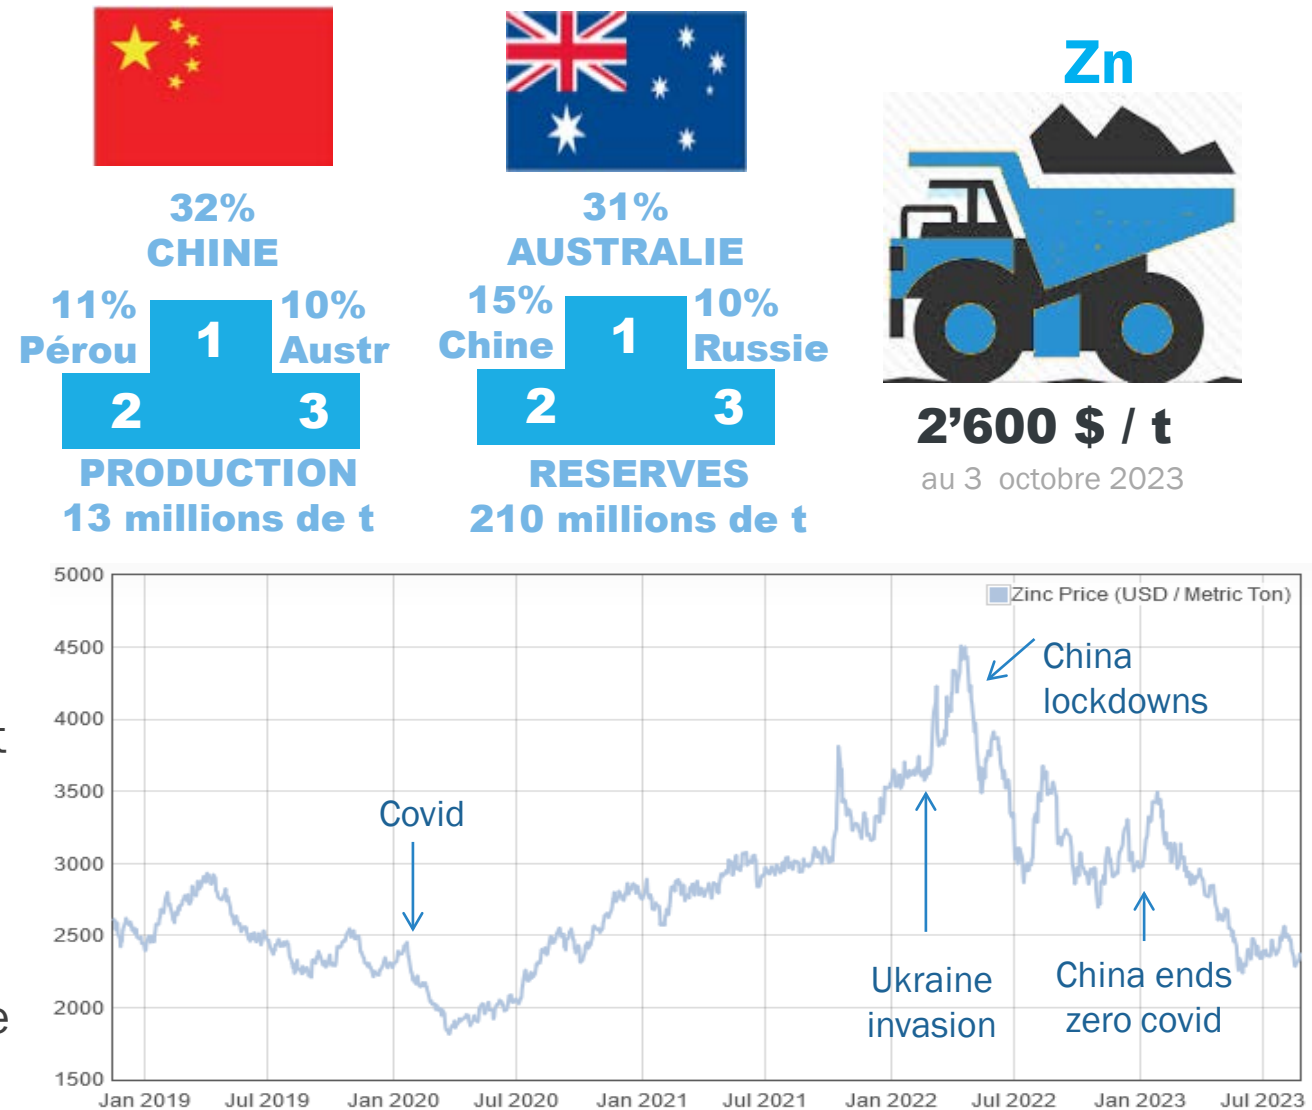 Zn
32%
CHINE
11%
Pérou
10%
Austr
1
2
3
PRODUCTION
13 millions de t
31%
AUSTRALIE
15%
Chine
10%
Russie
1
2
3
RESERVES
210 millions de t
2’600 $ / t
au 3 octobre 2023
t
e
Zinc Price (USD / Metric Ton)
5000
4500
4000
3500
3000
2500
2000
1500
Covid
China
lockdowns
Ukraine
invasion
China ends
zero covid
Jan 2019
Jul 2019
Jan 2020
Jul 2020
Jan 2021
Jul 2021
Jan 2022
Jul 2022
Jan 2023
Jul 2023